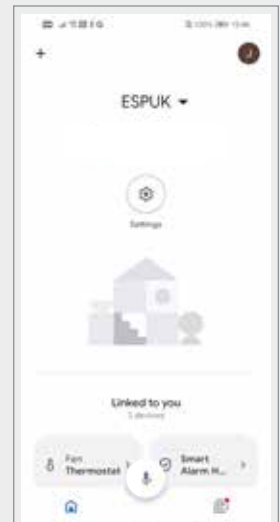 ESPUK
Settings
Linked to you
Fan
Thermostat
Smart
Alarm H...